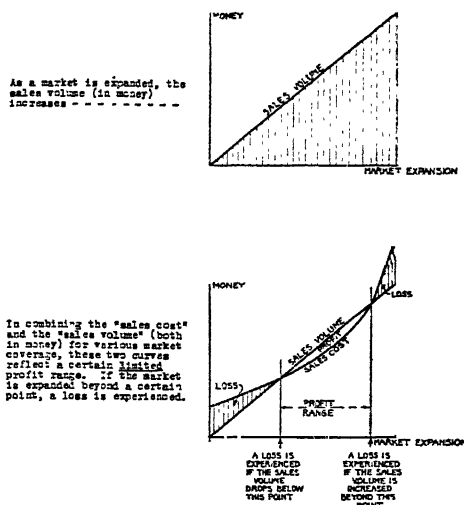 MONEY
As a market is expanded, the
sales volume (in money)
increases - - - - - - - - -
SALES VOLUME
MARKET EXPANSION
MONEY
In combining the "sales cost"
and the "sales volume" (both
in money) for various market
coverage, these two curves
reflect a certain limited
profit range. If the market
is expanded beyond a certain
point, a loss is experienced.
LOSS
SALES VOLUME
PROFIT
SALES COST
LOSS
PROFIT
RANGE
MARKET EXPANSION
A LOSS IS
EXPERIENCED
IF THE SALES
VOLUME
DROPS BELOW
THIS POINT
A LOSS IS
EXPERIENCED
IF THE SALES
VOLUME IS
INCREASED
BEYOND THIS
POINT